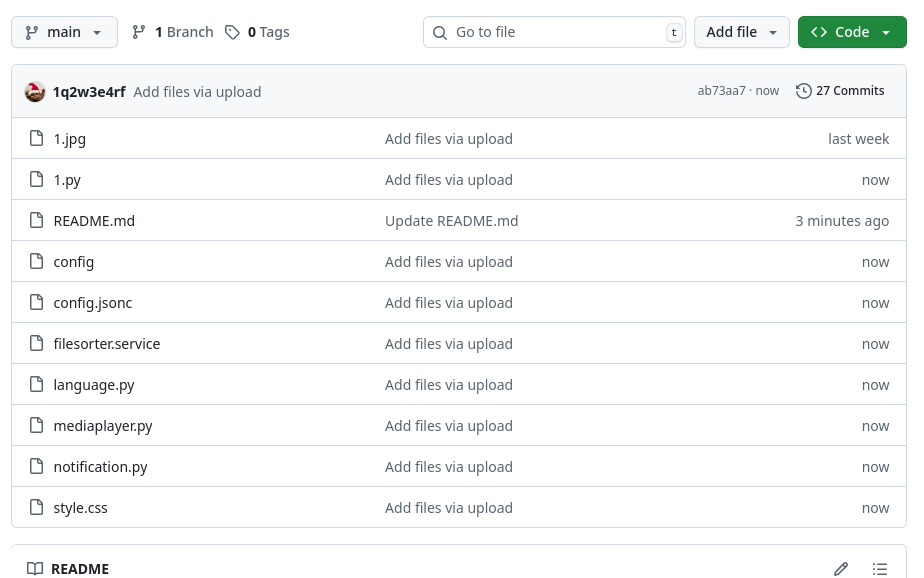 main 1 Branch 0 Tags Go to file t Add file Code
1q2w3e4rf Add files via upload ab73aa7 · now 27 Commits
1.jpg Add files via upload last week
1.py Add files via upload now
README.md Update README.md 3 minutes ago
config Add files via upload now
config.jsonc Add files via upload now
filesorter.service Add files via upload now
language.py Add files via upload now
mediaplayer.py Add files via upload now
notification.py Add files via upload now
style.css Add files via upload now
README